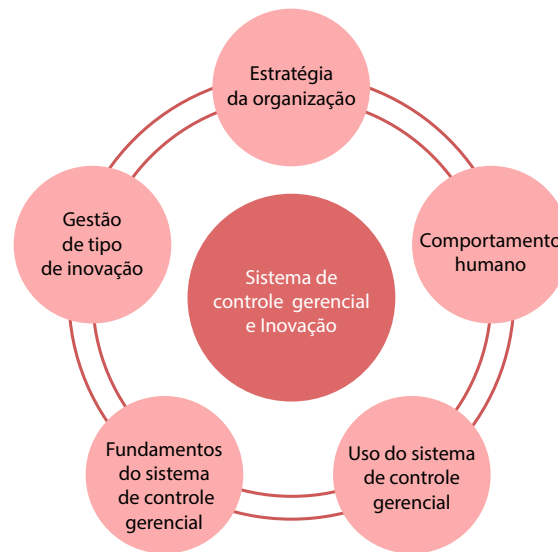 Estratégia
da organização
Comportamento
humano
Uso do sistema
de controle
gerencial
Fundamentos
do sistema
de controle
gerencial
Gestão
de tipo
de inovação
Sistema de
controle gerencial
e Inovação